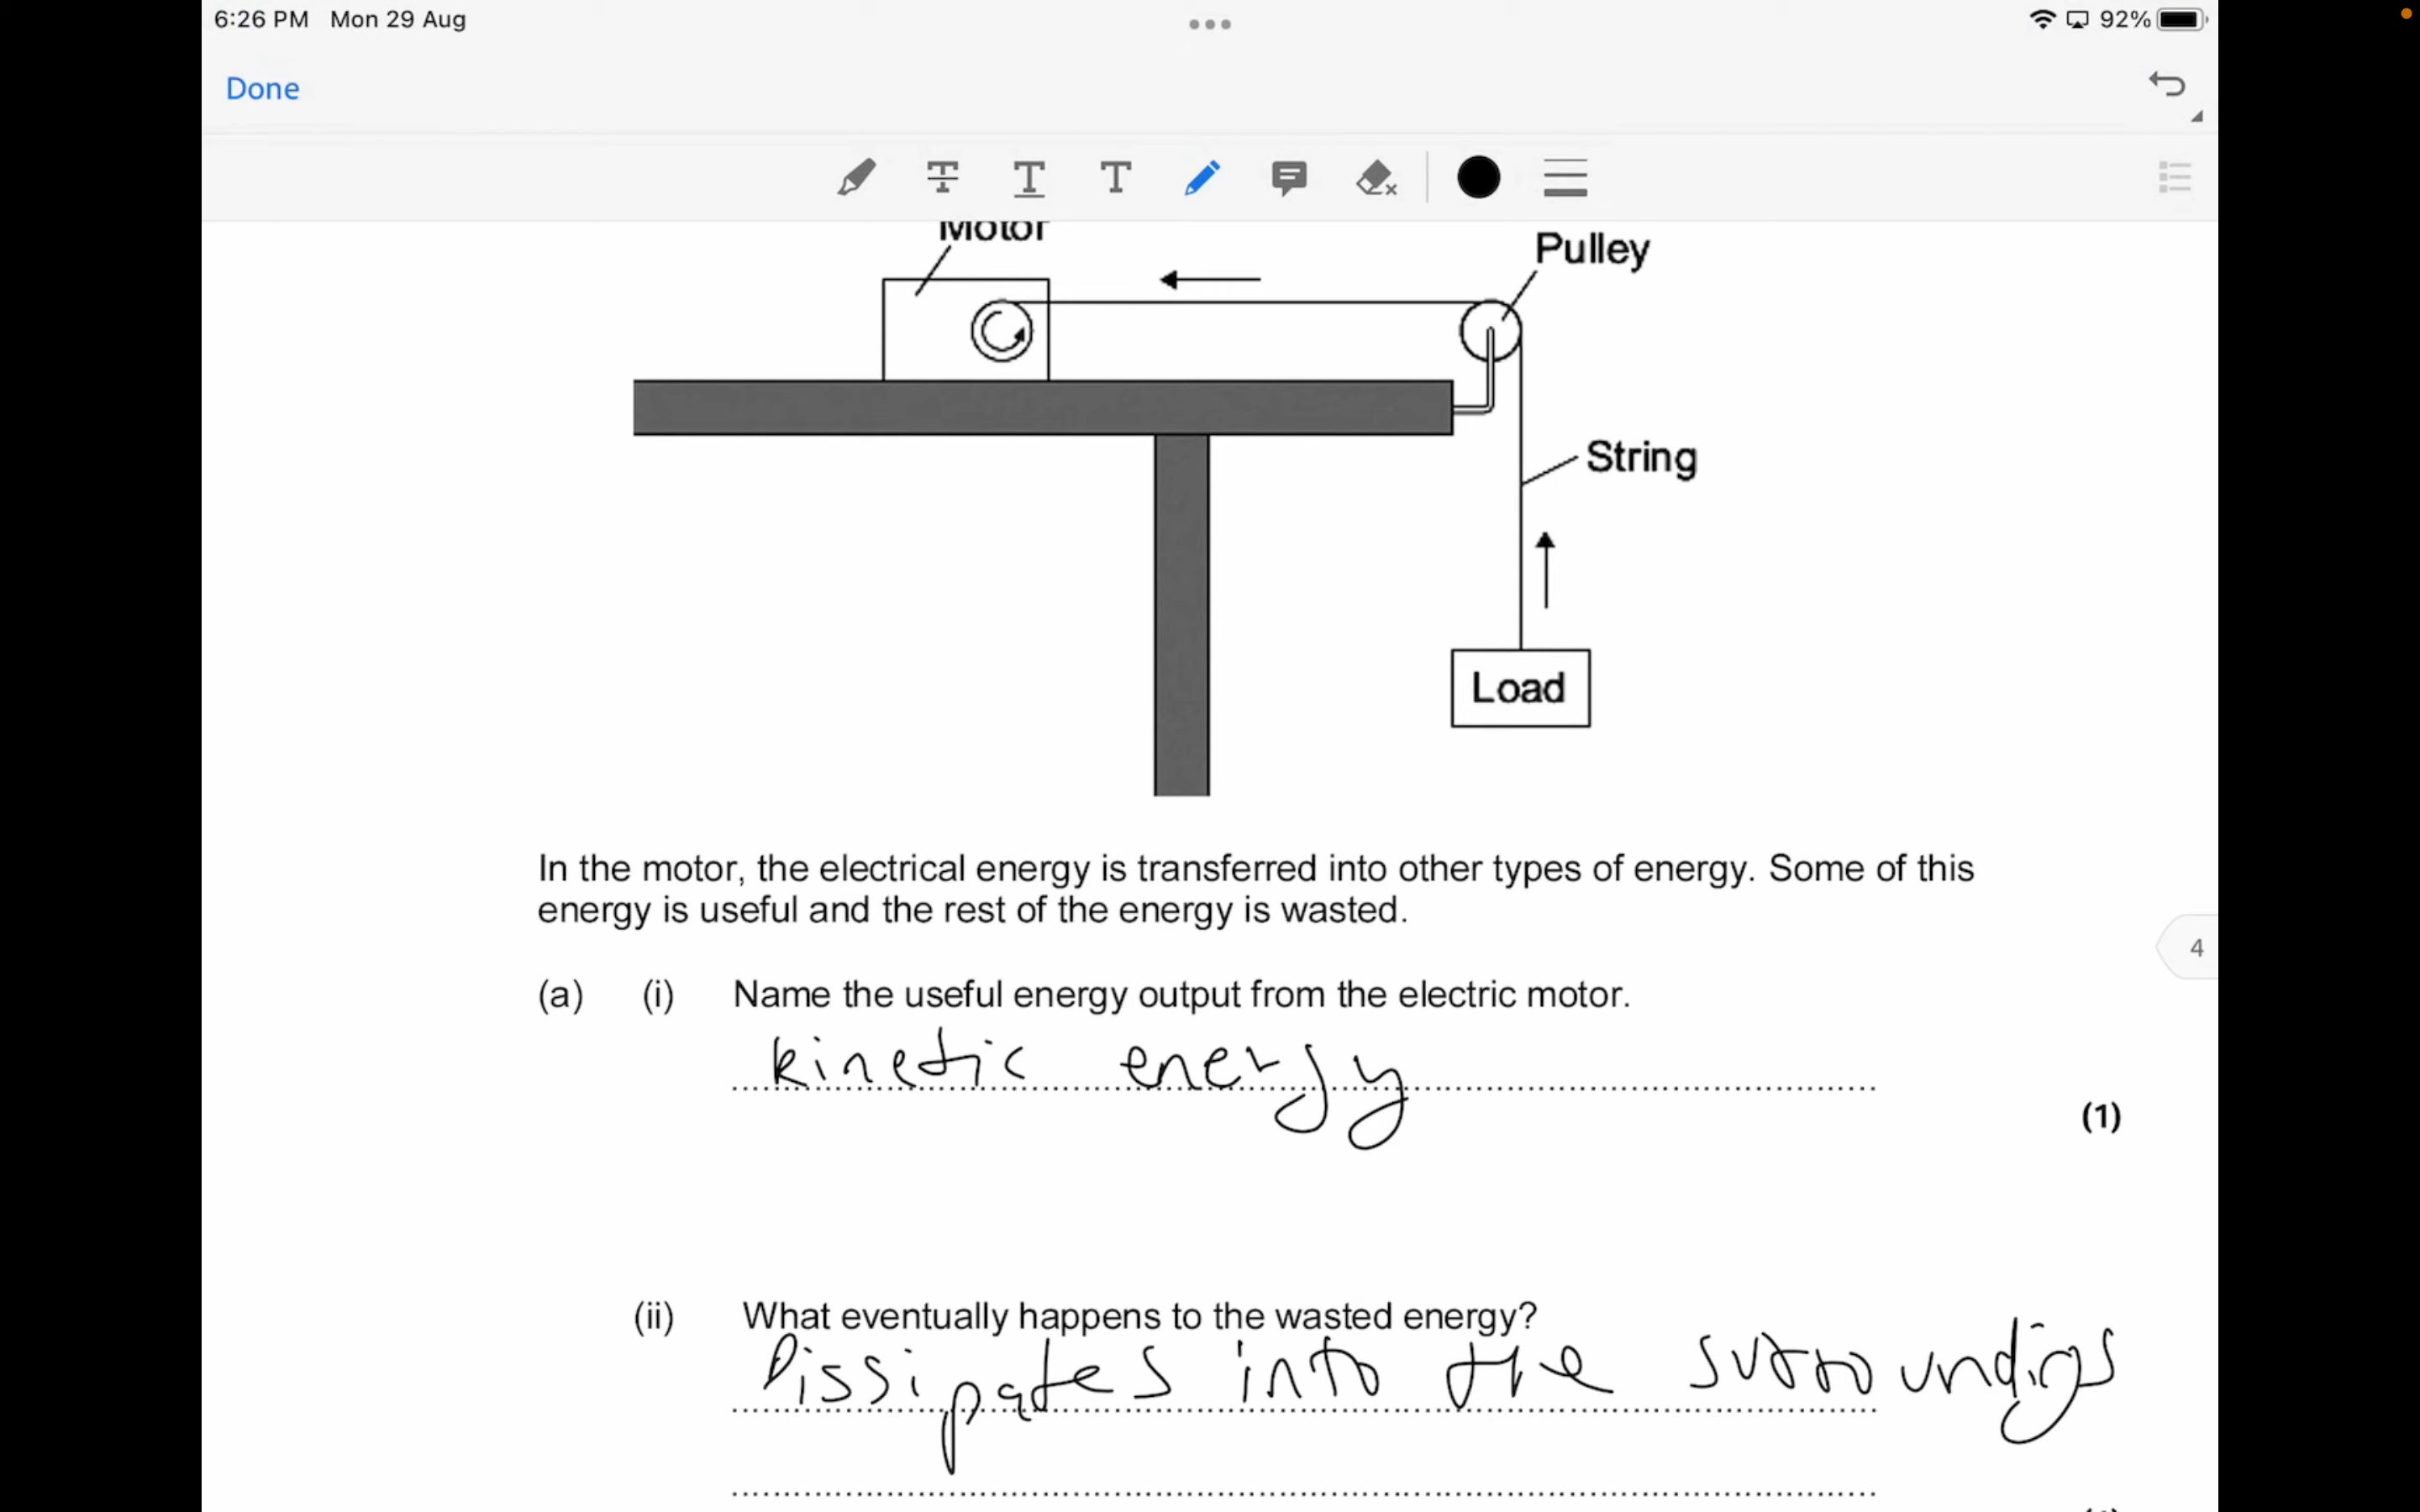 6:26 PM Mon 29 Aug
92%
Done
Motor
Pulley
String
Load
In the motor, the electrical energy is transferred into other types of energy. Some of this
energy is useful and the rest of the energy is wasted.
4
(a) (i) Name the useful energy output from the electric motor.
kinetic energy
(1)
(ii) What eventually happens to the wasted energy?
Dissipates into the surroundigs